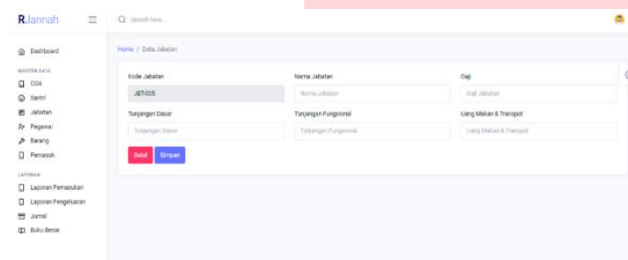 RJannah
Search here...
Home / Data Jabatan
Dashboard
MASTER DATA
COA
Santri
Jabatan
Pegawai
Barang
Pemasok
LAPORAN
Laporan Pemasukan
Laporan Pengeluaran
Jurnal
Buku Besar
Kode Jabatan
Nama Jabatan
Gaji
JBT-005
Nama Jabatan
Gaji Jabatan
Tunjangan Dasar
Tunjangan Fungsional
Uang Makan & Transpot
Tunjangan Dasar
Tunjangan Fungsional
Uang Makan & Transpot
Batal
Simpan